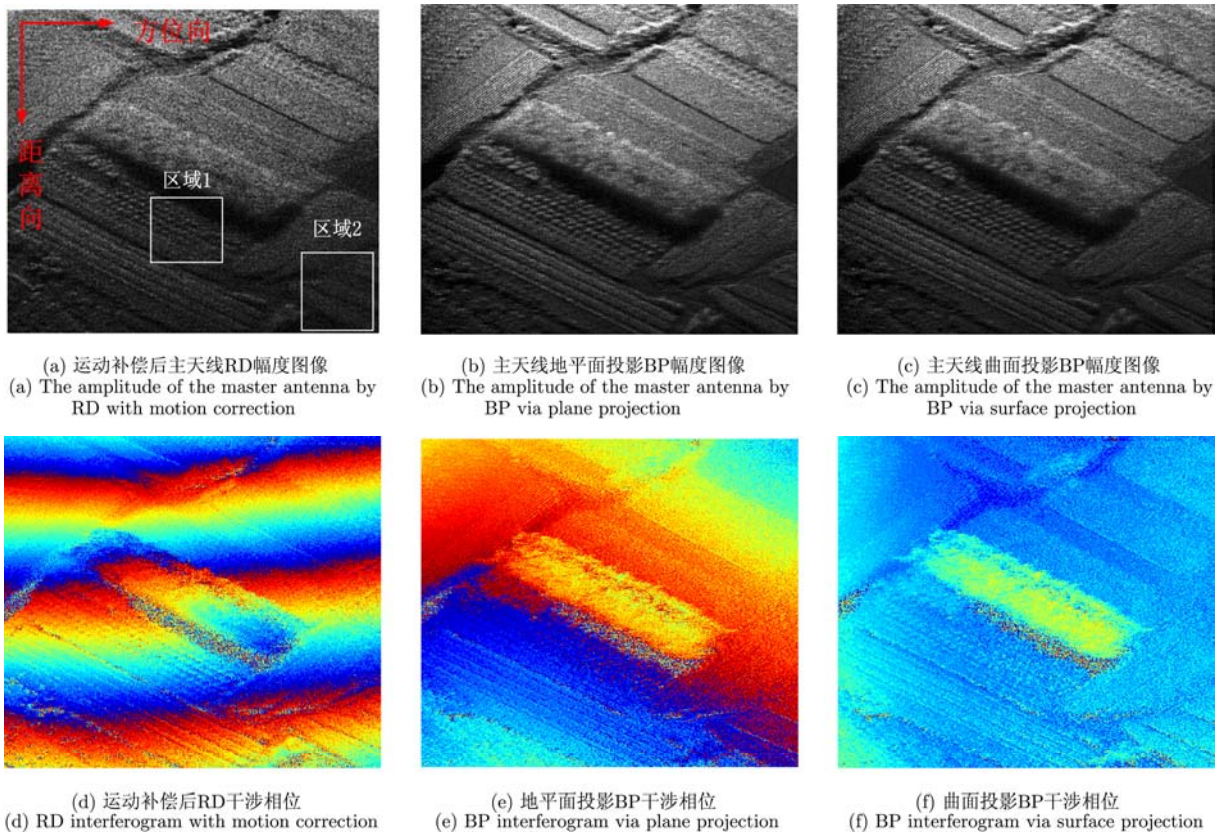 方位向
距离向
区域1
区域2
(a) 运动补偿后主天线RD幅度图像
(a) The amplitude of the master antenna by
RD with motion correction
(b) 主天线地平面投影BP幅度图像
(b) The amplitude of the master antenna by
BP via plane projection
(c) 主天线曲面投影BP幅度图像
(c) The amplitude of the master antenna by
BP via surface projection
(d) 运动补偿后RD干涉相位
(d) RD interferogram with motion correction
(e) 地平面投影BP干涉相位
(e) BP interferogram via plane projection
(f) 曲面投影BP干涉相位
(f) BP interferogram via surface projection